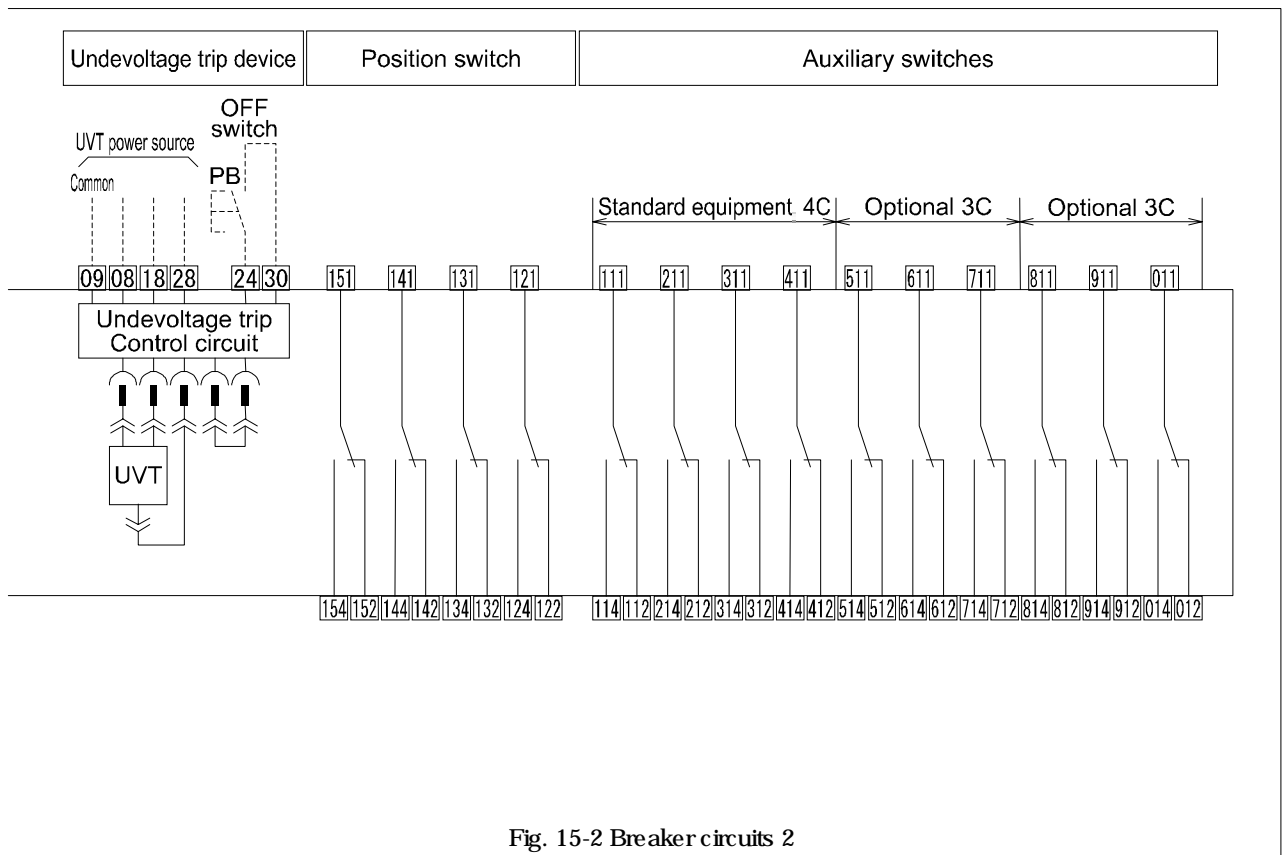 Undevoltage trip device Position switch Auxiliary switches
OFF
switch
UVT power source
PB
Common
Standard equipment 4C Optional 3C Optional 3C
09 08 18 28 24 30 151 141 131 121 111 211 311 411 511 611 711 811 911 011
Undevoltage trip
Control circuit
UVT
154 152 144 142 134 132 124 122 114 112 214 212 314 312 414 412 514 512 614 612 714 712 814 812 914 912 014 012
Fig. 15-2 Breaker circuits 2